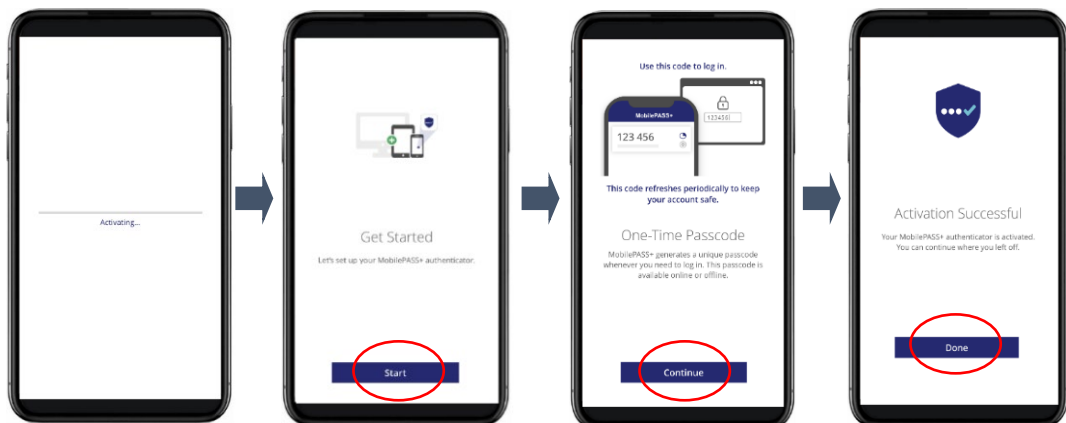 Activating...
Get Started
Let's set up your MobilePASS+ authenticator.
Start
Use this code to log in.
MobilePASS+
123 456
123456
This code refreshes periodically to keep
your account safe.
One-Time Passcode
MobilePASS+ generates a unique passcode
whenever you need to log in. This passcode is
available online or offline.
Continue
Activation Successful
Your MobilePASS+ authenticator is activated.
You can continue where you left off.
Done